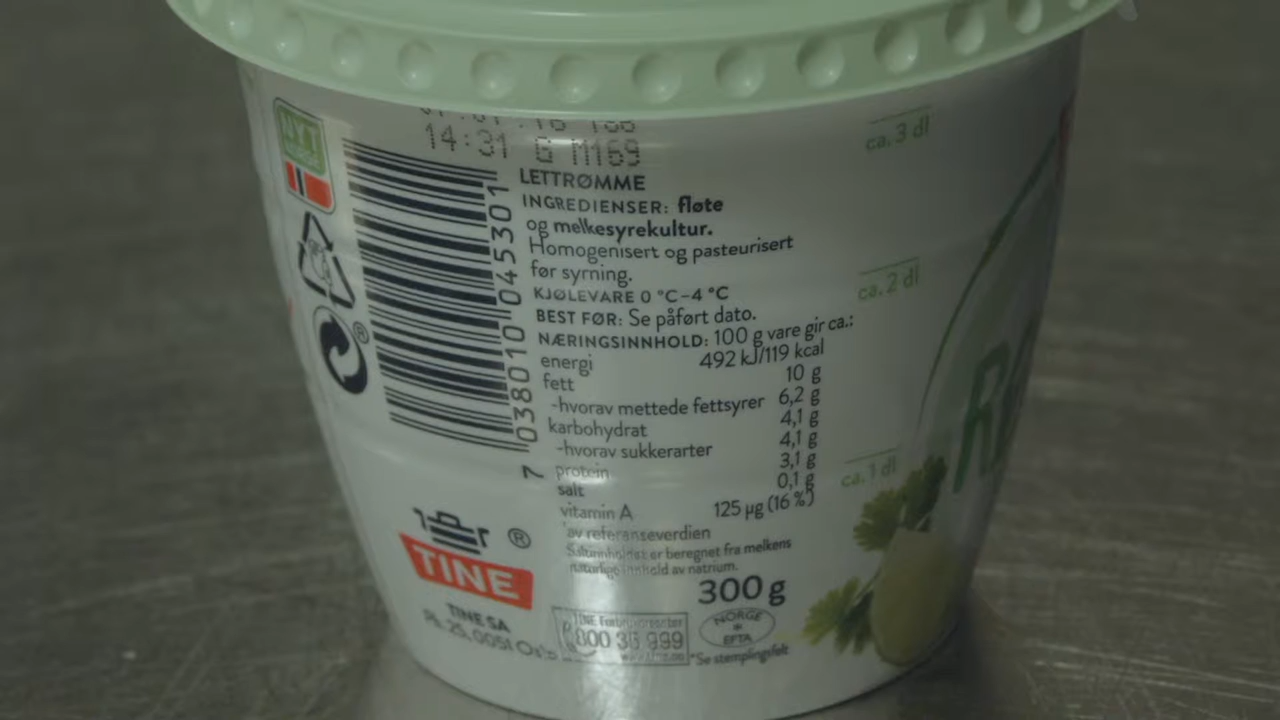 NYT
14:31 G M169
LETTRØMME
INGREDIENSER: fløte
og melkesyrekultur.
Homogenisert og pasteurisert
før syrning.
KJØLEVARE 0 °C–4 °C
BEST FØR: Se påført dato.
NÆRINGSINNHOLD: 100 g vare gir ca.:
energi 492 kJ/119 kcal
fett 10 g
-hvorav mettede fettsyrer 6,2 g
karbohydrat 4,1 g
-hvorav sukkerarter 4,1 g
protein 3,1 g
salt 0,1 g
vitamin A 125 µg (16 %)
av referanseverdien
Saltinnholdet er beregnet fra melkens
naturlige innhold av natrium.
300 g
7 038010 045301
®
®
TINE
TINE SA
0051 Oslo
800 999
NORGE
EFTA
*Se stemplingsfelt
ca. 3 dl
ca. 2 dl
ca. 1 dl